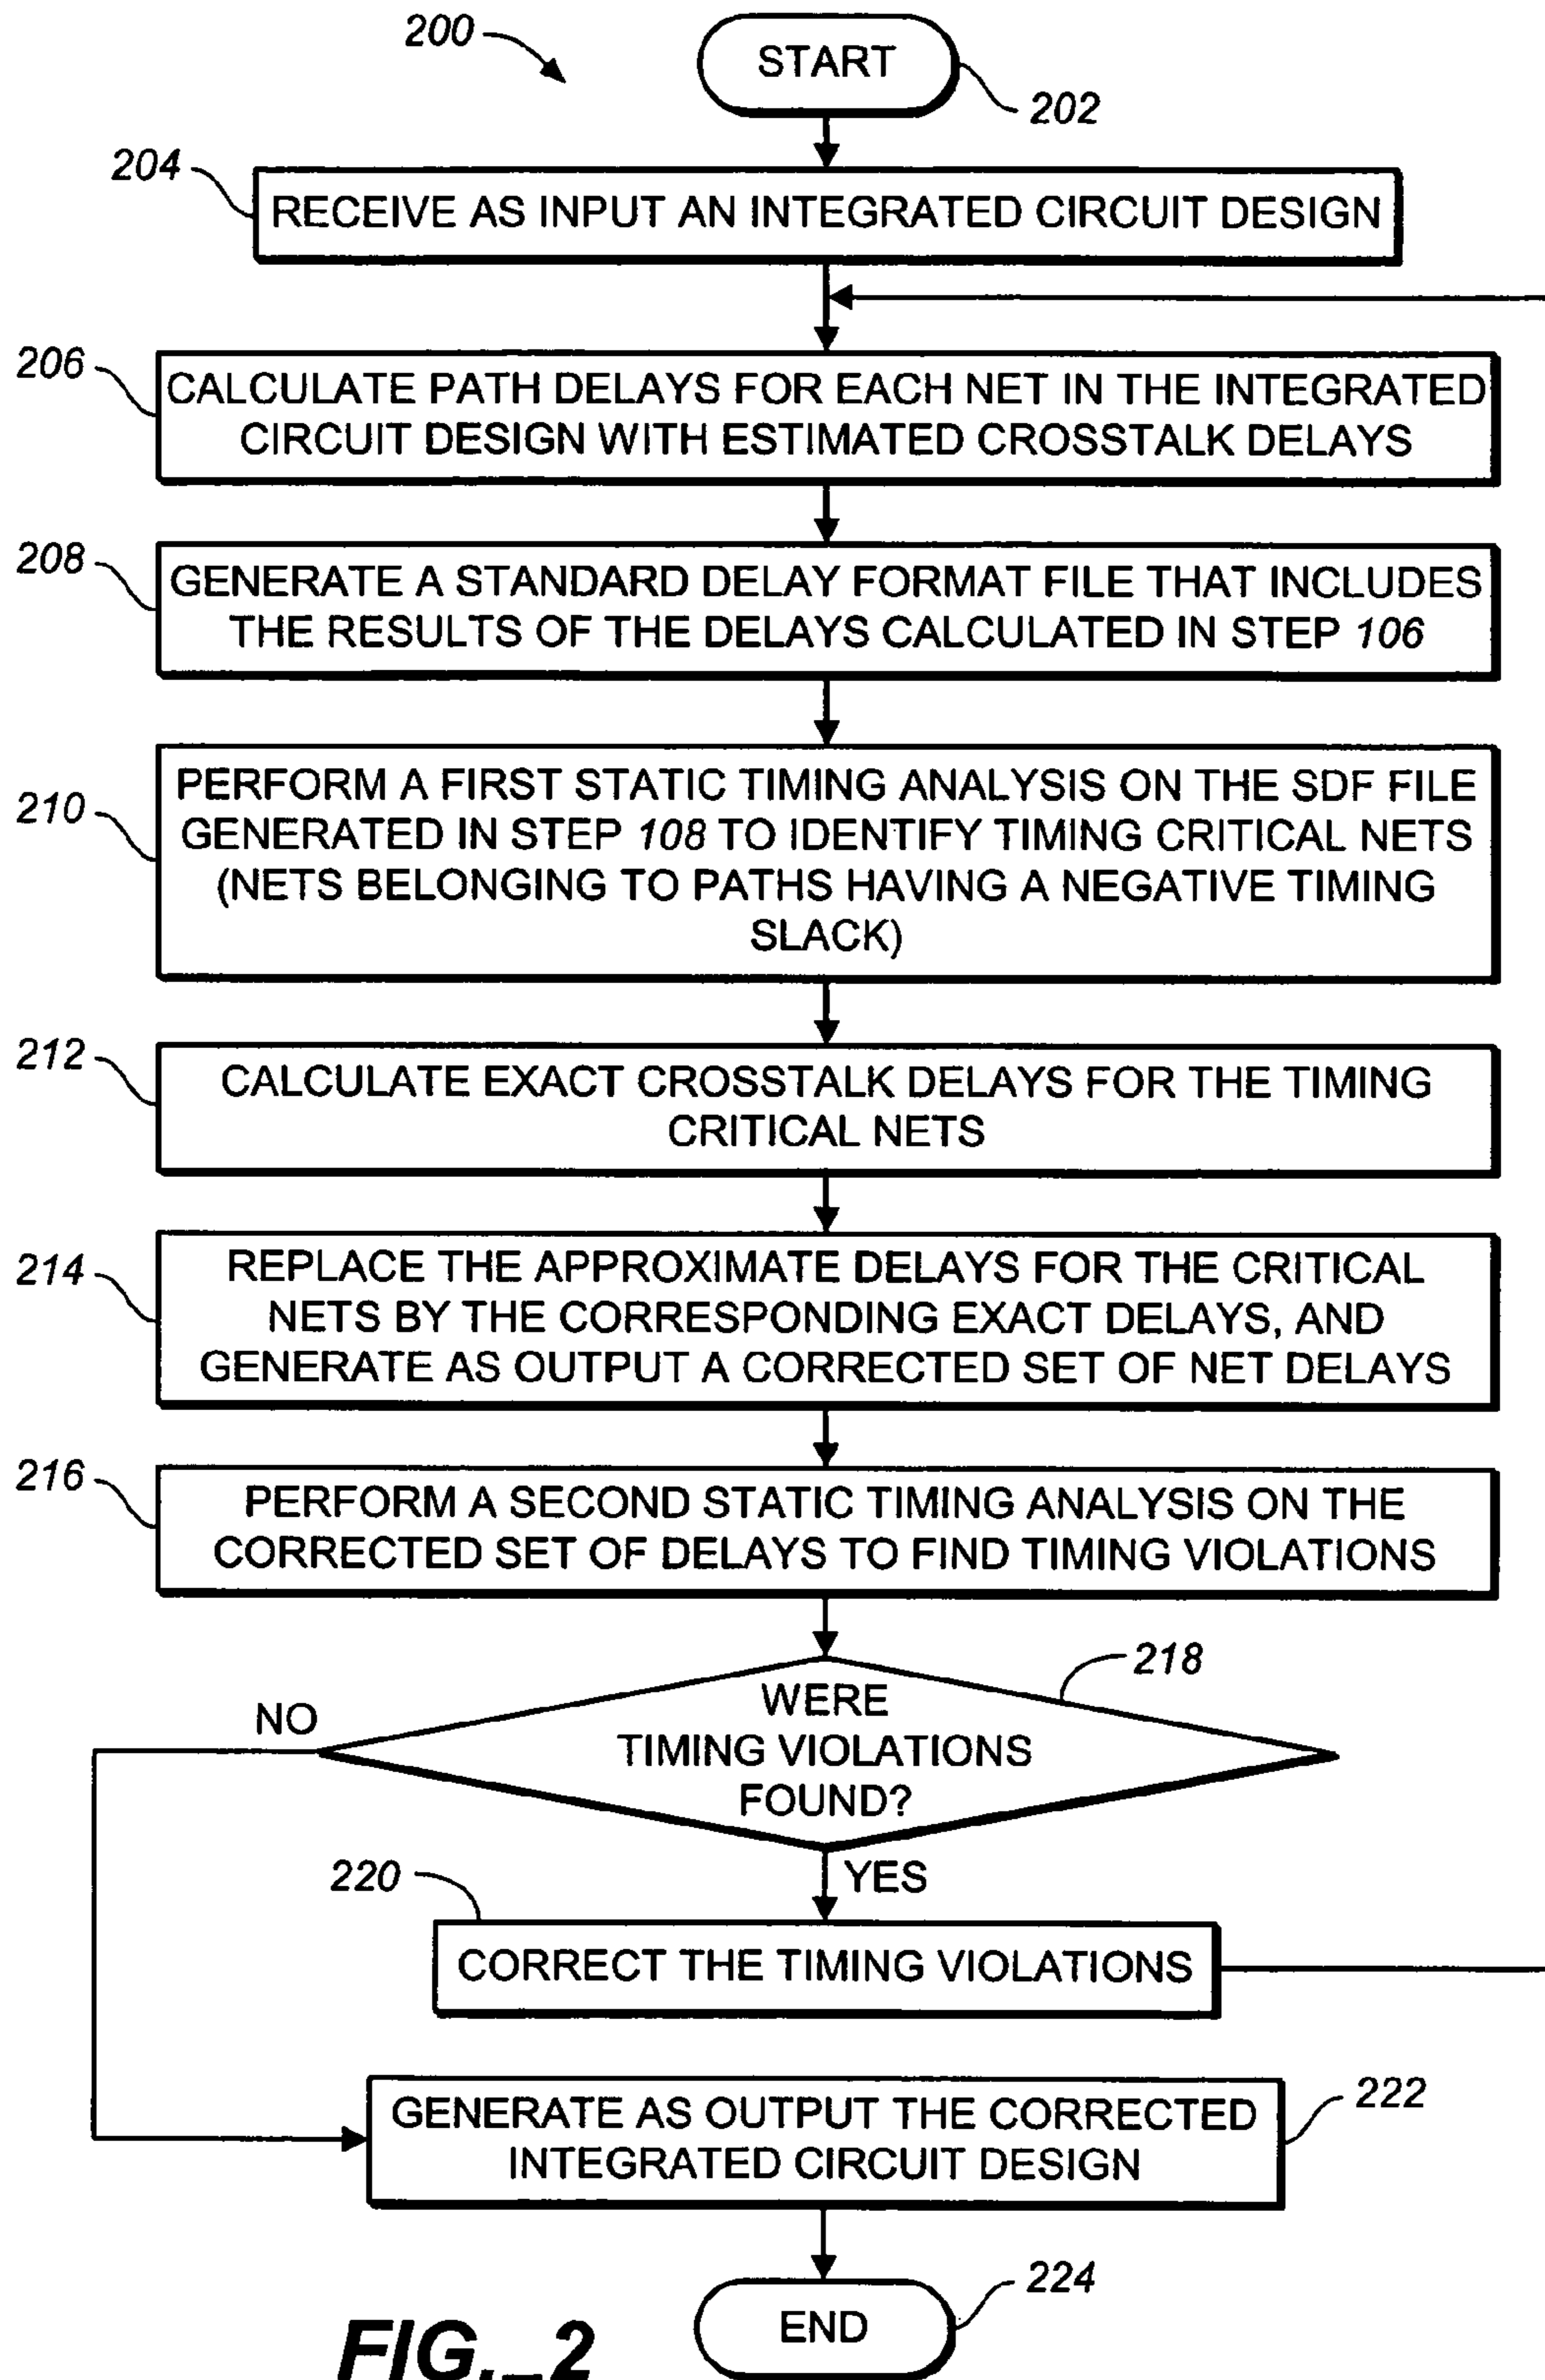 200
START
202
204
RECEIVE AS INPUT AN INTEGRATED CIRCUIT DESIGN
206
CALCULATE PATH DELAYS FOR EACH NET IN THE INTEGRATED
CIRCUIT DESIGN WITH ESTIMATED CROSSTALK DELAYS
208
GENERATE A STANDARD DELAY FORMAT FILE THAT INCLUDES
THE RESULTS OF THE DELAYS CALCULATED IN STEP 106
210
PERFORM A FIRST STATIC TIMING ANALYSIS ON THE SDF FILE
GENERATED IN STEP 108 TO IDENTIFY TIMING CRITICAL NETS
(NETS BELONGING TO PATHS HAVING A NEGATIVE TIMING
SLACK)
212
CALCULATE EXACT CROSSTALK DELAYS FOR THE TIMING
CRITICAL NETS
214
REPLACE THE APPROXIMATE DELAYS FOR THE CRITICAL
NETS BY THE CORRESPONDING EXACT DELAYS, AND
GENERATE AS OUTPUT A CORRECTED SET OF NET DELAYS
216
PERFORM A SECOND STATIC TIMING ANALYSIS ON THE
CORRECTED SET OF DELAYS TO FIND TIMING VIOLATIONS
218
WERE
TIMING VIOLATIONS
FOUND?
NO
YES
220
CORRECT THE TIMING VIOLATIONS
222
GENERATE AS OUTPUT THE CORRECTED
INTEGRATED CIRCUIT DESIGN
224
END
FIG._2